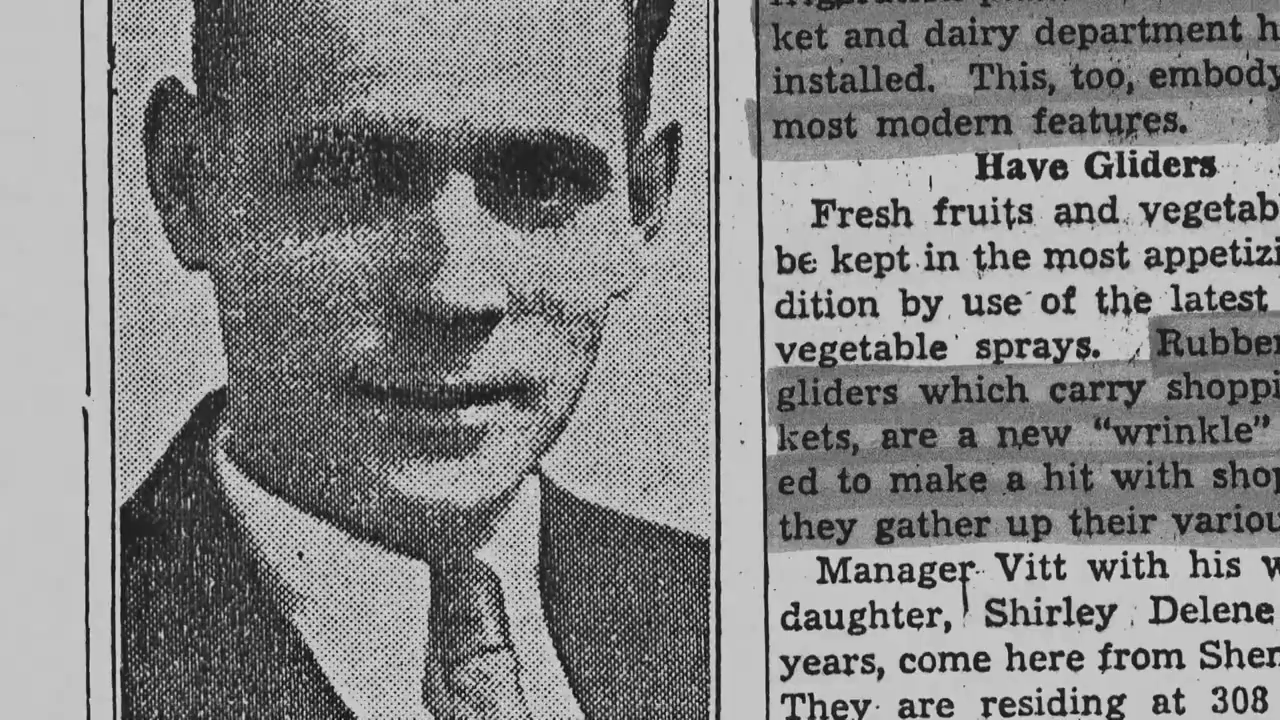 ket and dairy department h
installed. This, too, embody
most modern features.
Have Gliders
Fresh fruits and vegetab
be kept in the most appetizi
dition by use of the latest
vegetable sprays. Rubber
gliders which carry shoppi
kets, are a new "wrinkle"
ed to make a hit with shop
they gather up their variou
Manager Vitt with his w
daughter, Shirley Delene
years, come here from Sher
They are residing at 308